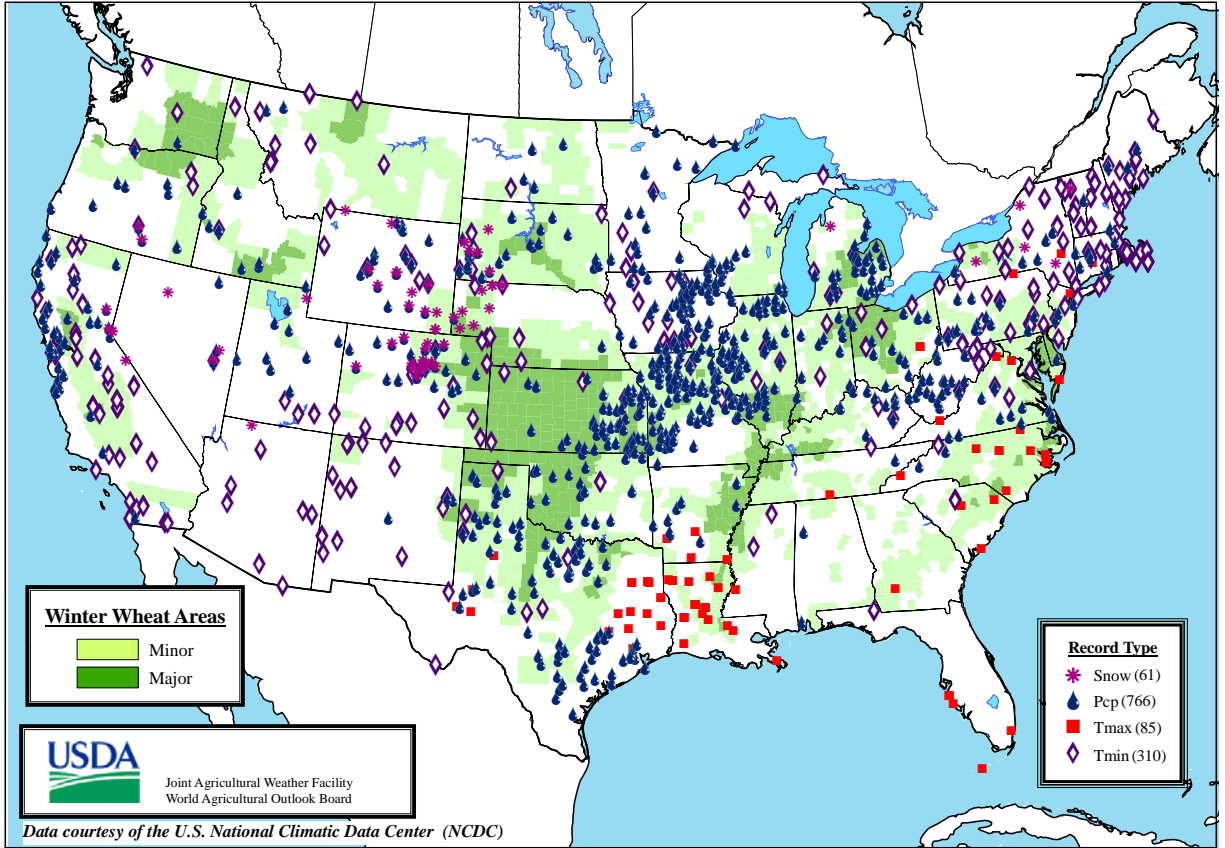 Winter Wheat Areas
Minor
Major
Record Type
Snow (61)
Pcp (766)
Tmax (85)
Tmin (310)
USDA
Joint Agricultural Weather Facility
World Agricultural Outlook Board
Data courtesy of the U.S. National Climatic Data Center (NCDC)